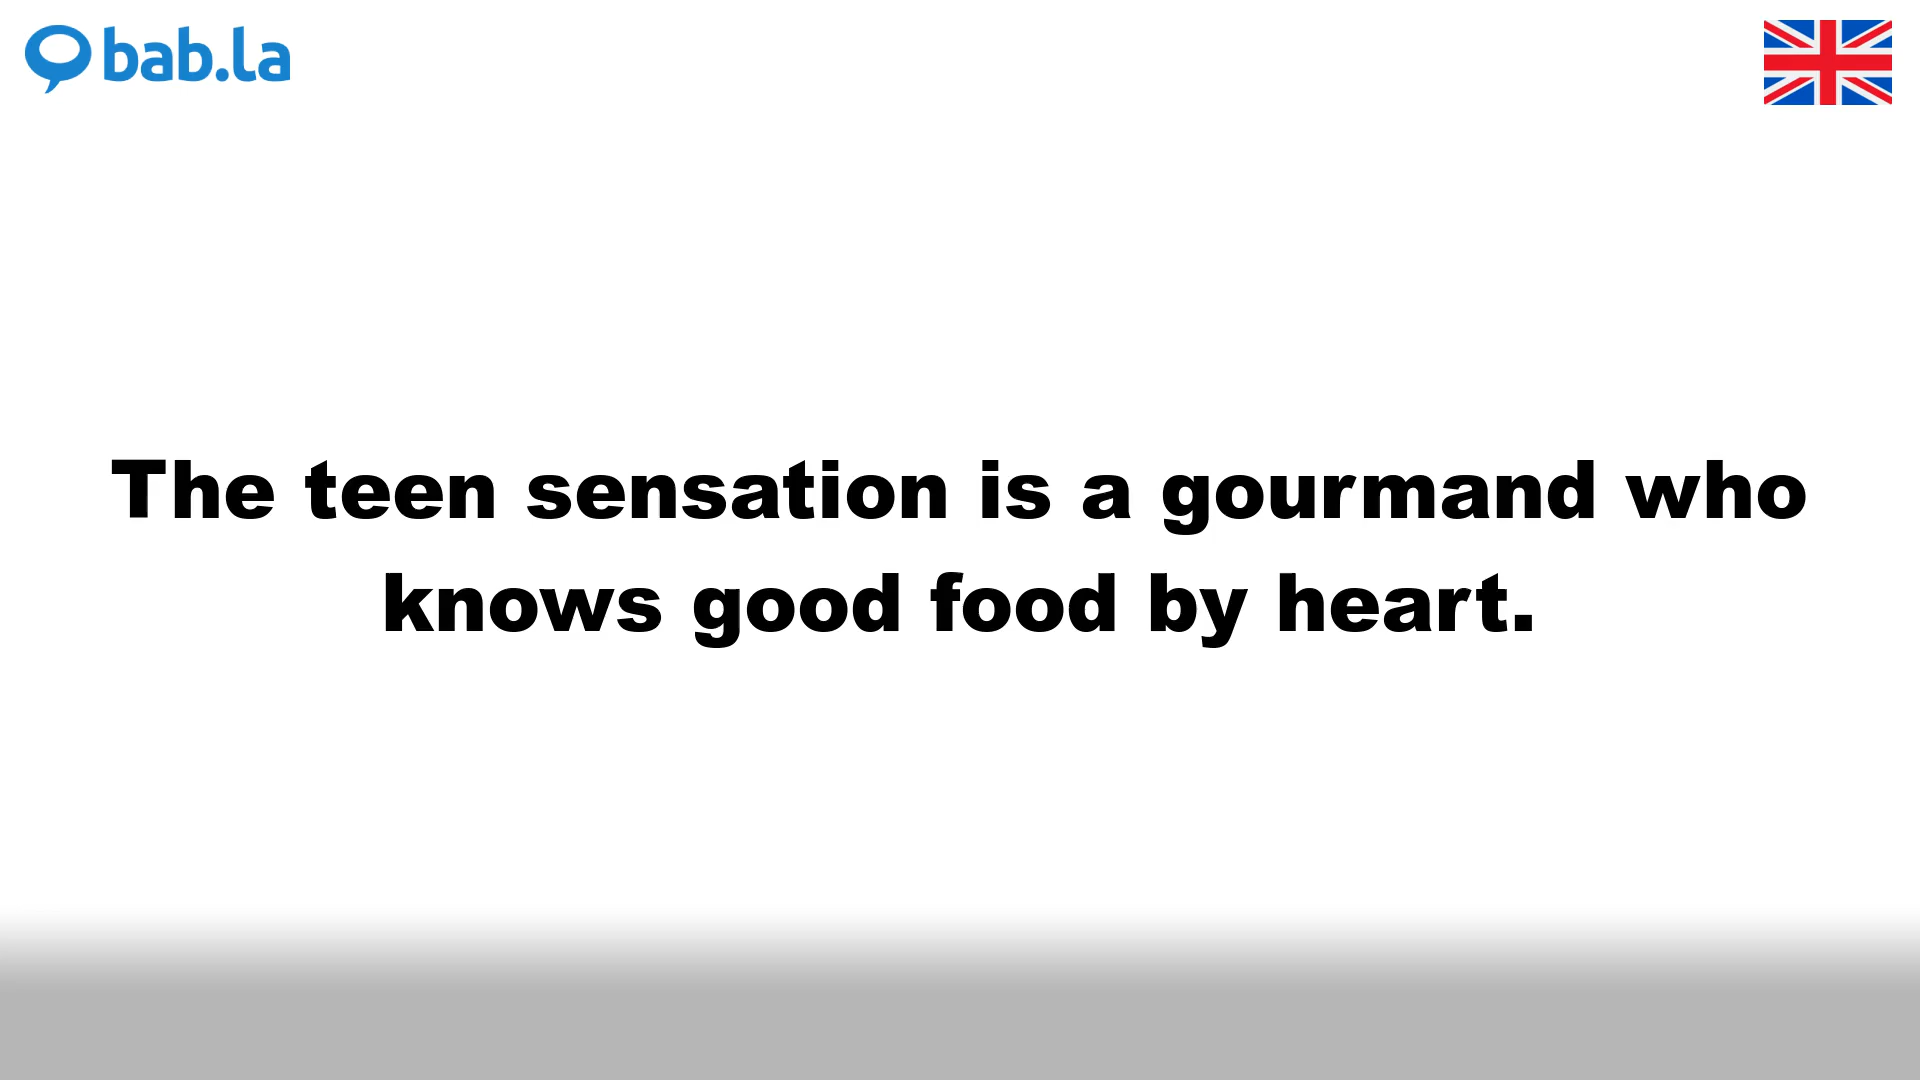 bab.la
The teen sensation is a gourmand who
knows good food by heart.